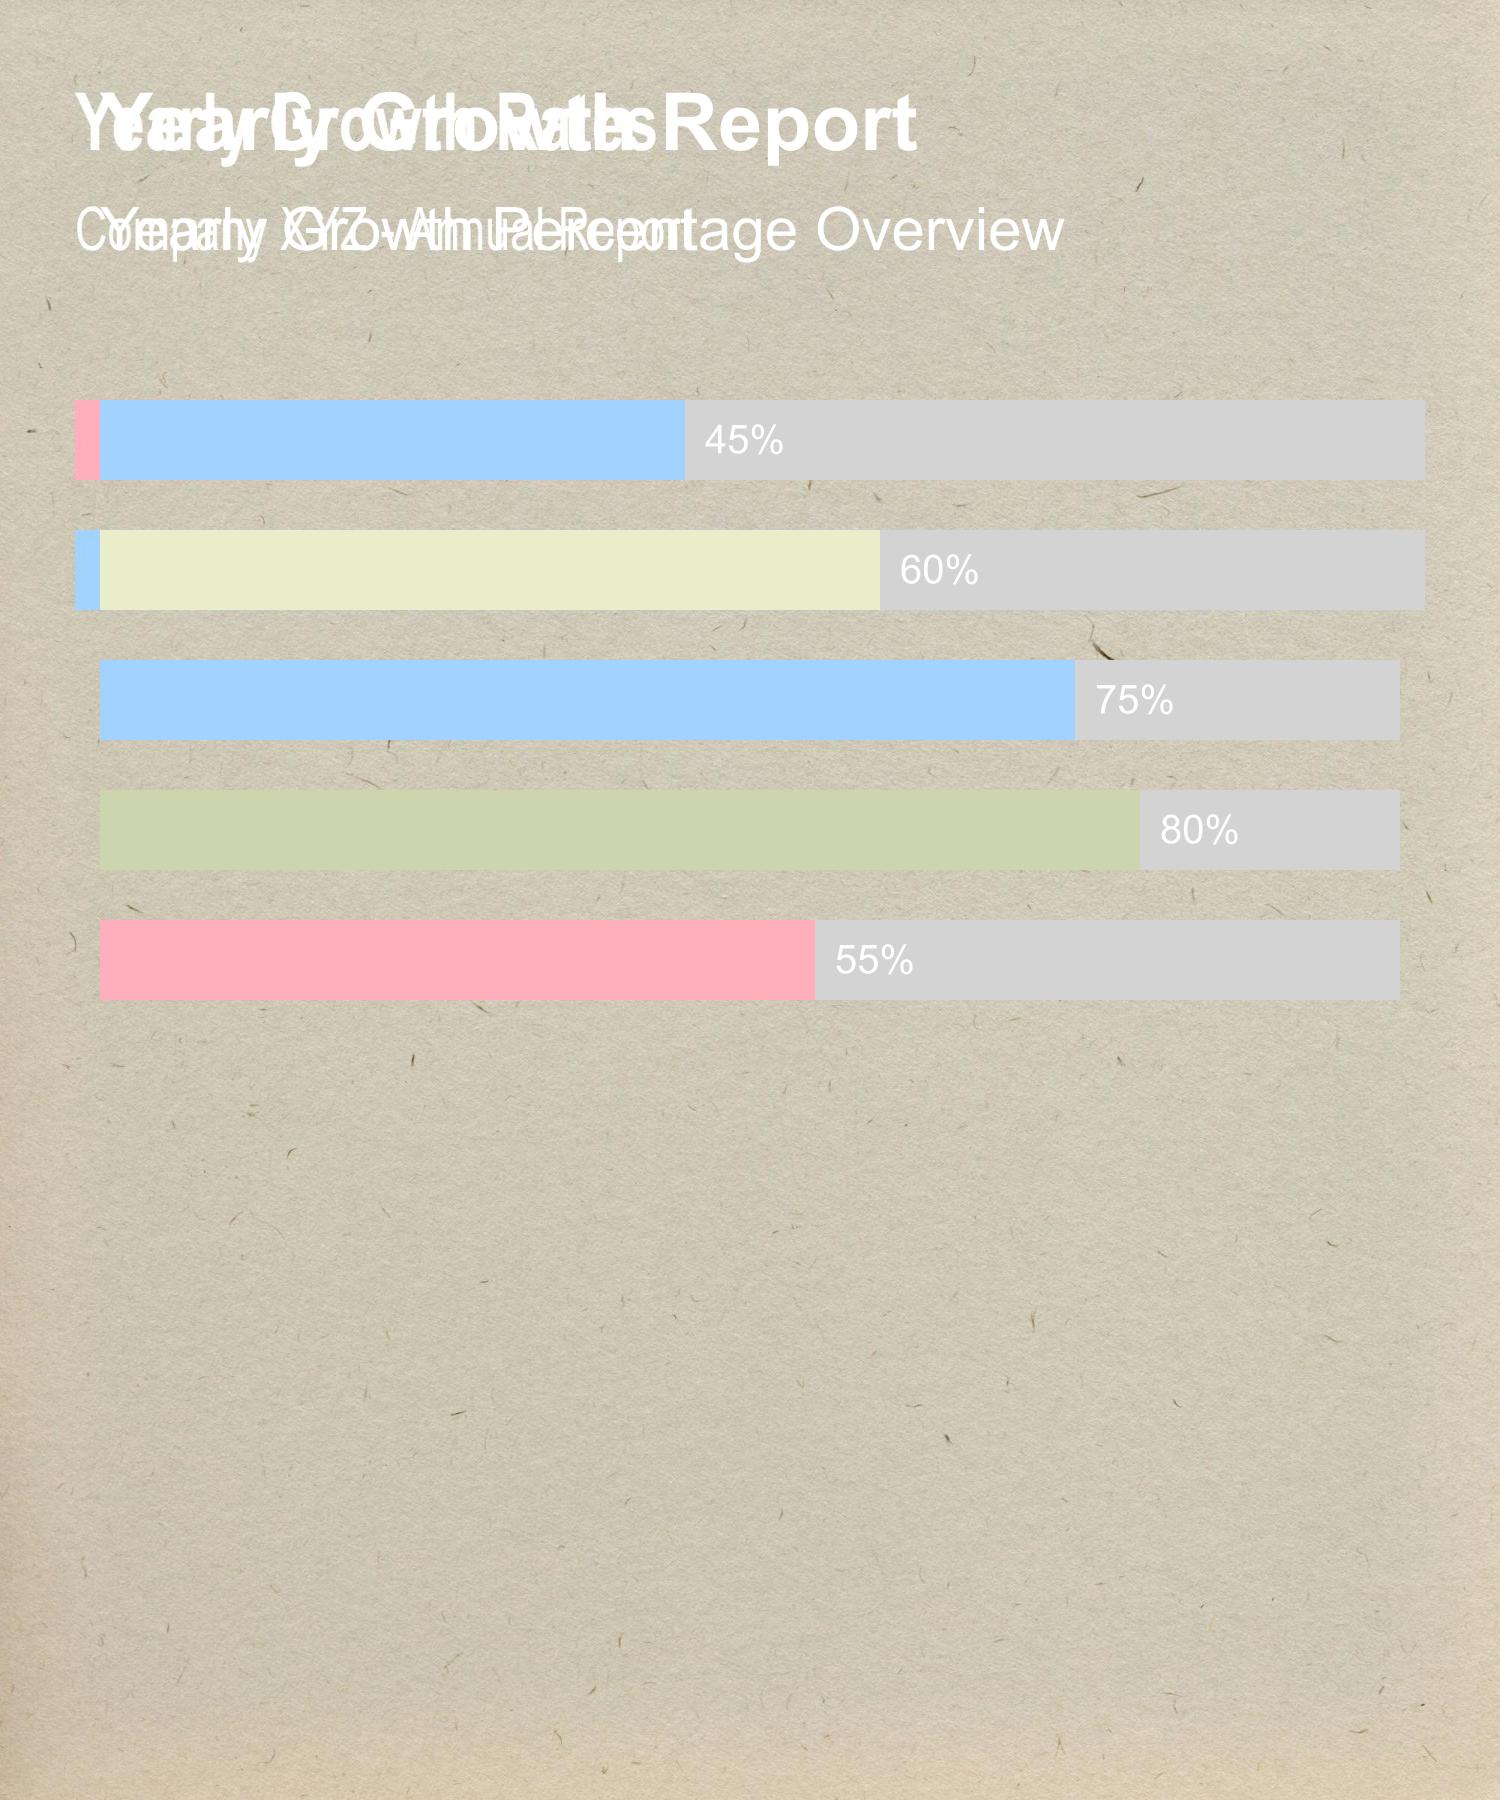 Yearly Growth Report
Yearly Growth Rates
Yearly Growth Percentage Overview
Company XYZ - Annual Report
45%
60%
75%
80%
55%